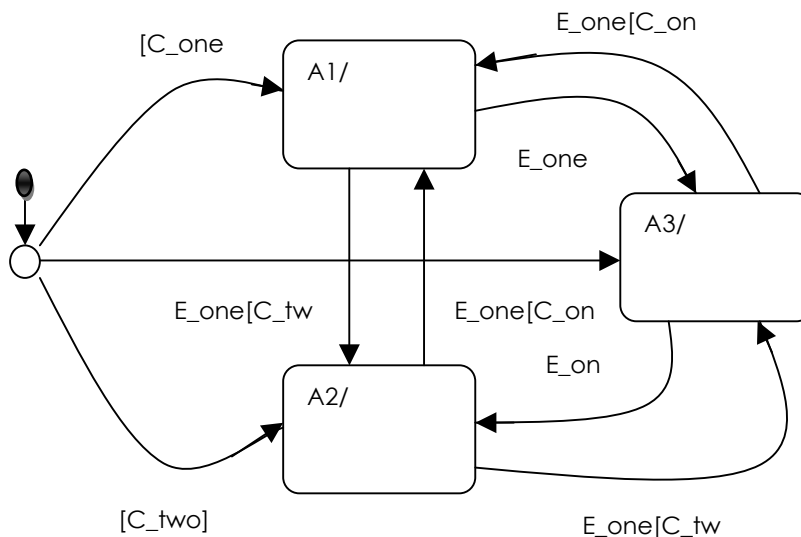 E_one[C_on
[C_one
A1/
E_one
A3/
E_one[C_tw
E_one[C_on
E_on
A2/
[C_two]
E_one[C_tw